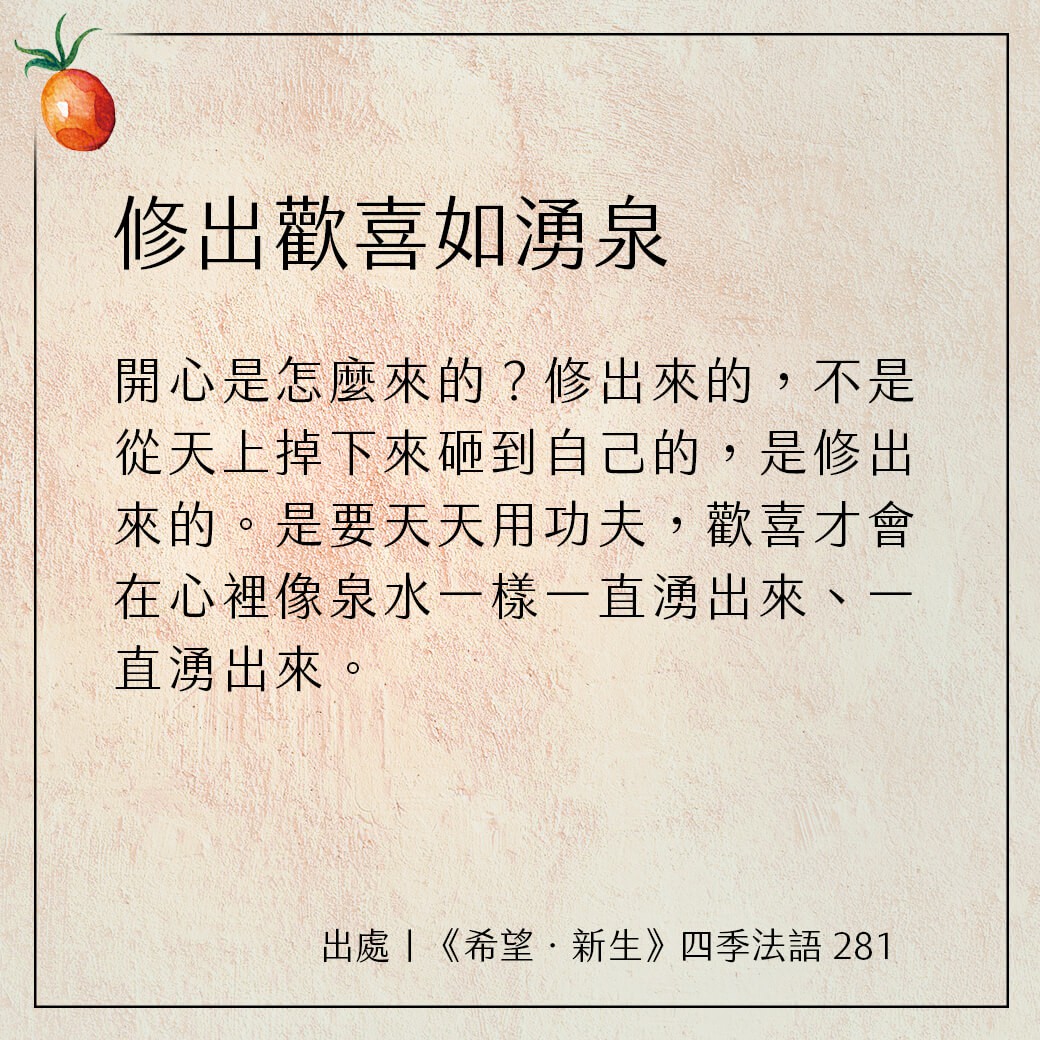 修出歡喜如湧泉
開心是怎麼來的？修出來的，不是
從天上掉下來砸到自己的，是修出
來的。是要天天用功夫，歡喜才會
在心裡像泉水一樣一直湧出來、一
直湧出來。
出處｜《希望．新生》四季法語 281